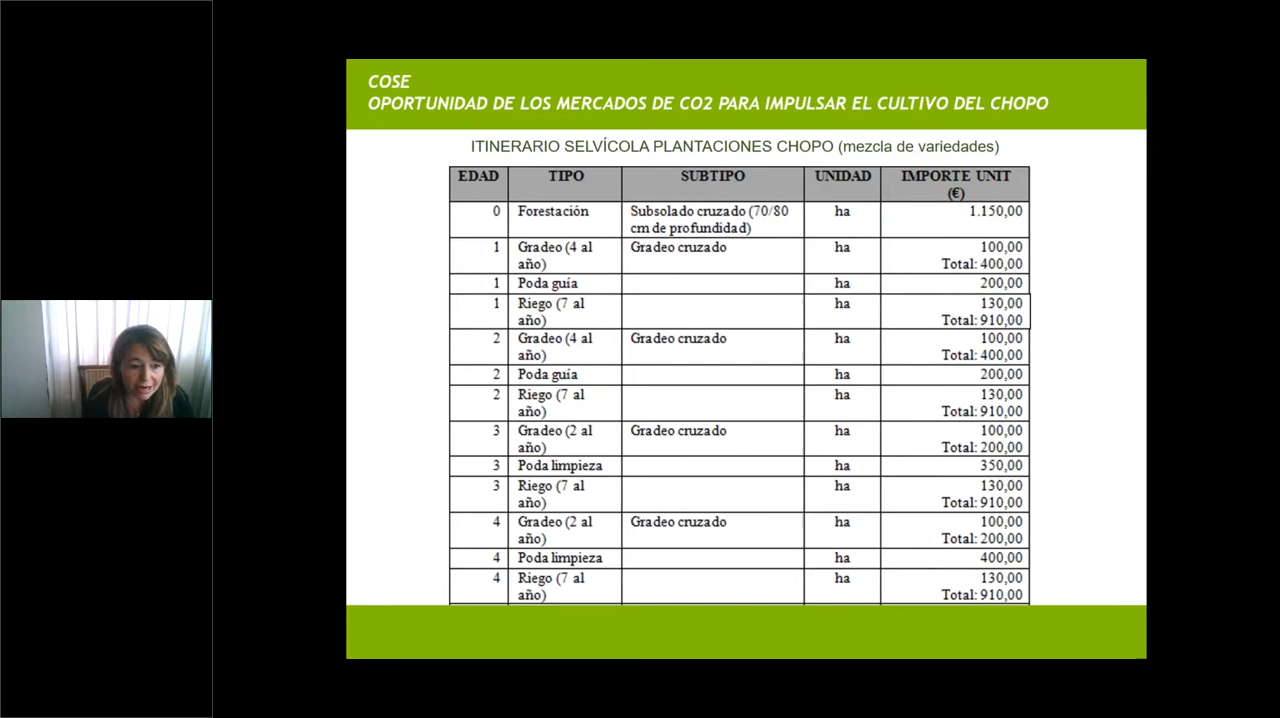 COSE
OPORTUNIDAD DE LOS MERCADOS DE CO2 PARA IMPULSAR EL CULTIVO DEL CHOPO
ITINERARIO SELVÍCOLA PLANTACIONES CHOPO (mezcla de variedades)
EDAD TIPO SUBTIPO UNIDAD IMPORTE UNIT
(€)
0 Forestación Subsolado cruzado (70/80 ha 1.150,00
cm de profundidad)
1 Gradeo (4 al Gradeo cruzado ha 100,00
año) Total: 400,00
1 Poda guía ha 200,00
1 Riego (7 al ha 130,00
año) Total: 910,00
2 Gradeo (4 al Gradeo cruzado ha 100,00
año) Total: 400,00
2 Poda guía ha 200,00
2 Riego (7 al ha 130,00
año) Total: 910,00
3 Gradeo (2 al Gradeo cruzado ha 100,00
año) Total: 200,00
3 Poda limpieza ha 350,00
3 Riego (7 al ha 130,00
año) Total: 910,00
4 Gradeo (2 al Gradeo cruzado ha 100,00
año) Total: 200,00
4 Poda limpieza ha 400,00
4 Riego (7 al ha 130,00
año) Total: 910,00